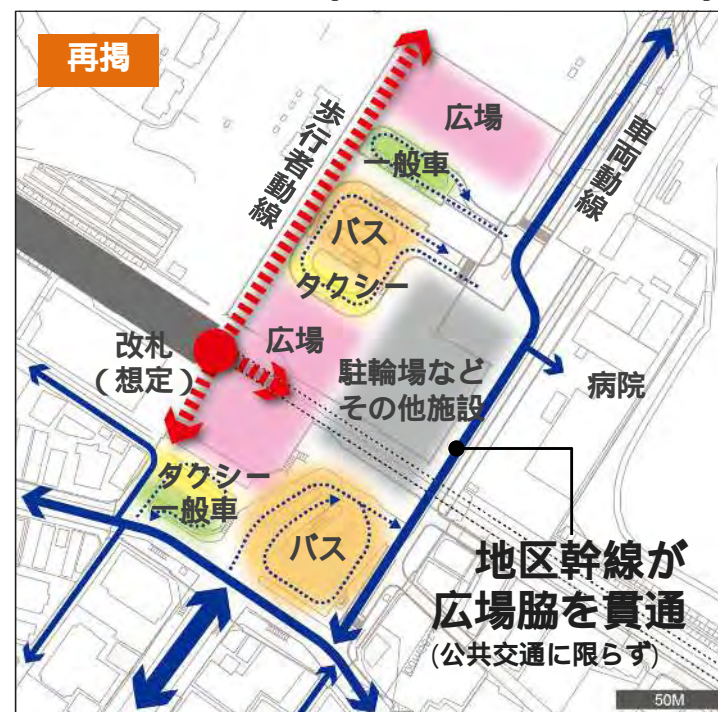 再掲
広場
一般車
歩行者動線
車両動線
バス
タクシー
広場
改札
（想定）
駐輪場など
その他施設
病院
タクシー
一般車
バス
地区幹線が
広場脇を貫通
(公共交通に限らず)
50M